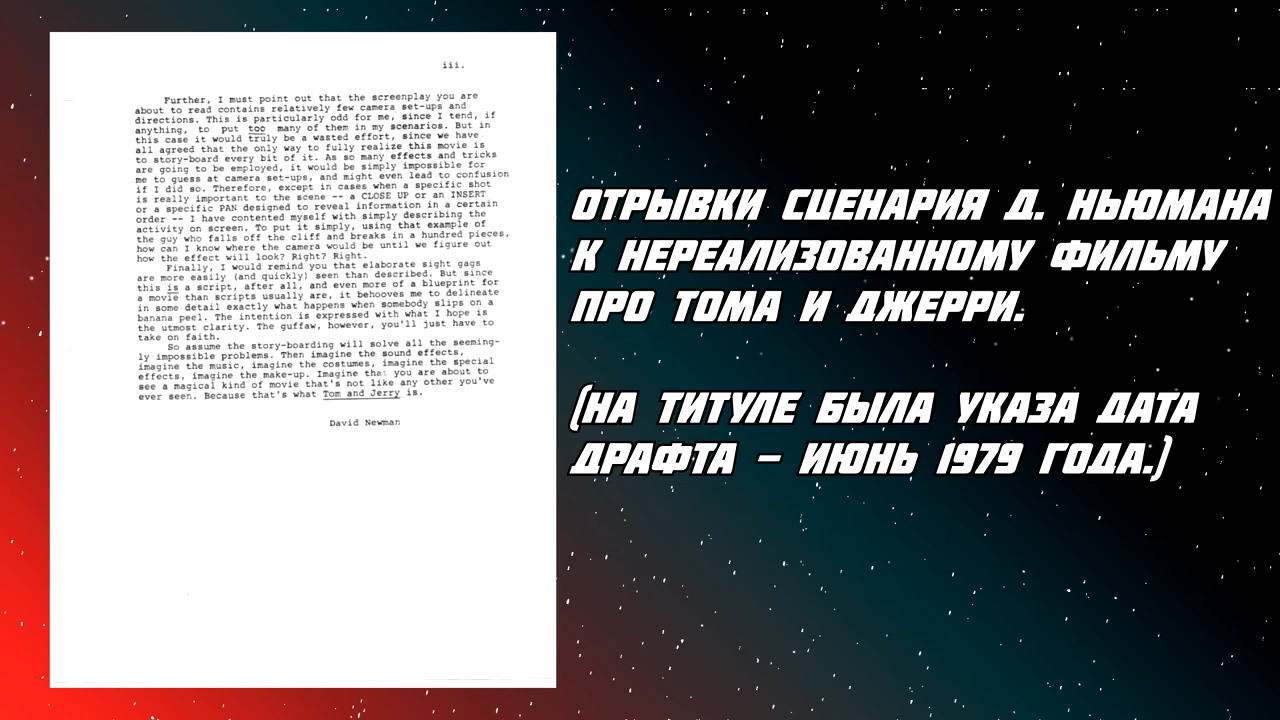 iii.
Further, I must point out that the screenplay you are
about to read contains relatively few camera set-ups and
directions. This is particularly odd for me, since I tend, if
anything, to put too many of them in my scenarios. But in
this case it would truly be a wasted effort, since we have
all agreed that the only way to fully realize this movie is
to story-board every bit of it. As so many effects and tricks
are going to be employed, it would be simply impossible for
me to guess at camera set-ups, and might even lead to confusion
if I did so. Therefore, except in cases when a specific shot
is really important to the scene -- a CLOSE UP or an INSERT
or a specific PAN designed to reveal information in a certain
order -- I have contented myself with simply describing the
activity on screen. To put it simply, using that example of
the guy who falls off the cliff and breaks in a hundred pieces,
how can I know where the camera would be until we figure out
how the effect will look? Right? Right.
Finally, I would remind you that elaborate sight gags
are more easily (and quickly) seen than described. But since
this is a script, after all, and even more of a blueprint for
a movie than scripts usually are, it behooves me to delineate
in some detail exactly what happens when somebody slips on a
banana peel. The intention is expressed with what I hope is
the utmost clarity. The guffaw, however, you'll just have to
take on faith.
So assume the story-boarding will solve all the seeming-
ly impossible problems. Then imagine the sound effects,
imagine the music, imagine the costumes, imagine the special
effects, imagine the make-up. Imagine that you are about to
see a magical kind of movie that's not like any other you've
ever seen. Because that's what Tom and Jerry is.
David Newman
ОТРЫВКИ СЦЕНАРИЯ Д. НЬЮМАНА
К НЕРЕАЛИЗОВАННОМУ ФИЛЬМУ
ПРО ТОМА И ДЖЕРРИ.
(НА ТИТУЛЕ БЫЛА УКАЗА ДАТА
ДРАФТА – ИЮНЬ 1979 ГОДА.)